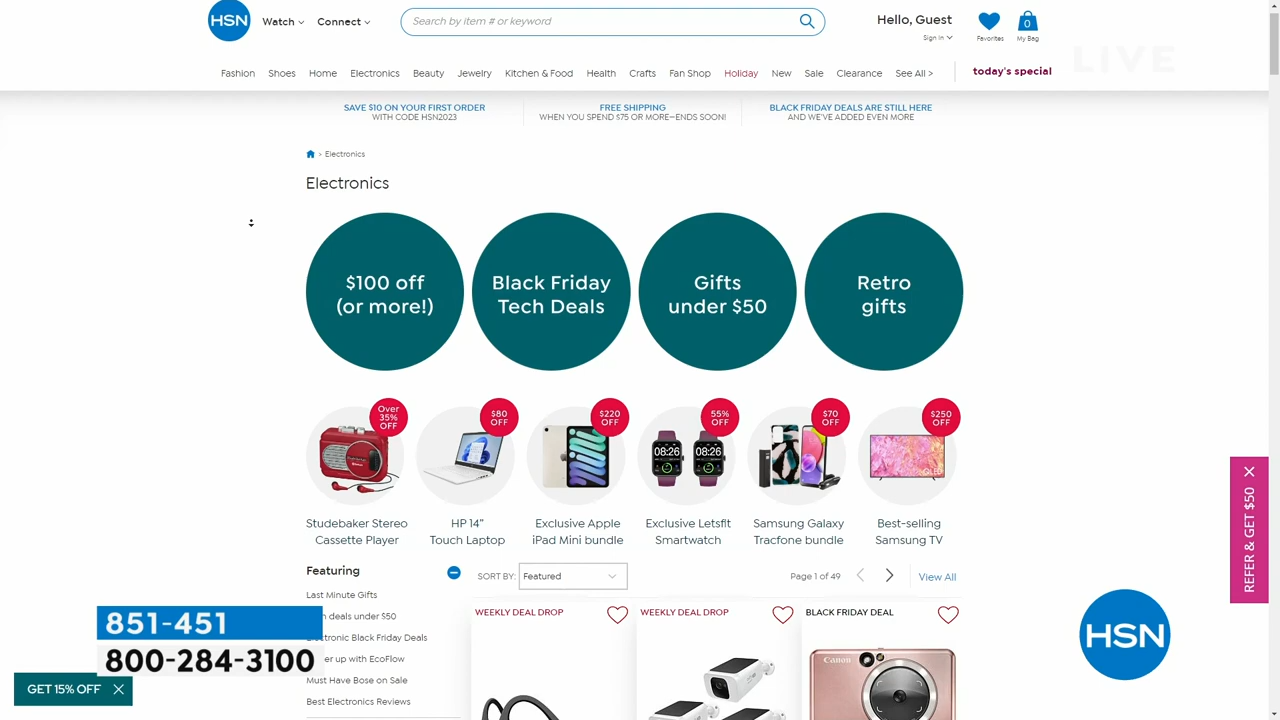 HSN
Watch
Connect
Search by item # or keyword
Hello, Guest
Sign In
Favorites
0
My Bag
LIVE
Fashion
Shoes
Home
Electronics
Beauty
Jewelry
Kitchen & Food
Health
Crafts
Fan Shop
Holiday
New
Sale
Clearance
See All >
today's special
SAVE $10 ON YOUR FIRST ORDER
WITH CODE HSN2023
FREE SHIPPING
WHEN YOU SPEND $75 OR MORE—ENDS SOON!
BLACK FRIDAY DEALS ARE STILL HERE
AND WE'VE ADDED EVEN MORE
> Electronics
Electronics
$100 off
(or more!)
Black Friday
Tech Deals
Gifts
under $50
Retro
gifts
Over
35%
OFF
$80
OFF
$220
OFF
55%
OFF
$70
OFF
$250
OFF
08:26
08:26
QLED
Studebaker Stereo
Cassette Player
HP 14"
Touch Laptop
Exclusive Apple
iPad Mini bundle
Exclusive Letsfit
Smartwatch
Samsung Galaxy
Tracfone bundle
Best-selling
Samsung TV
Featuring
SORT BY:
Featured
Page 1 of 49
View All
Last Minute Gifts
deals under $50
Black Friday Deals
up with EcoFlow
Must Have Bose on Sale
Best Electronics Reviews
WEEKLY DEAL DROP
WEEKLY DEAL DROP
BLACK FRIDAY DEAL
Canon
REFER & GET $50
851-451
800-284-3100
GET 15% OFF
HSN